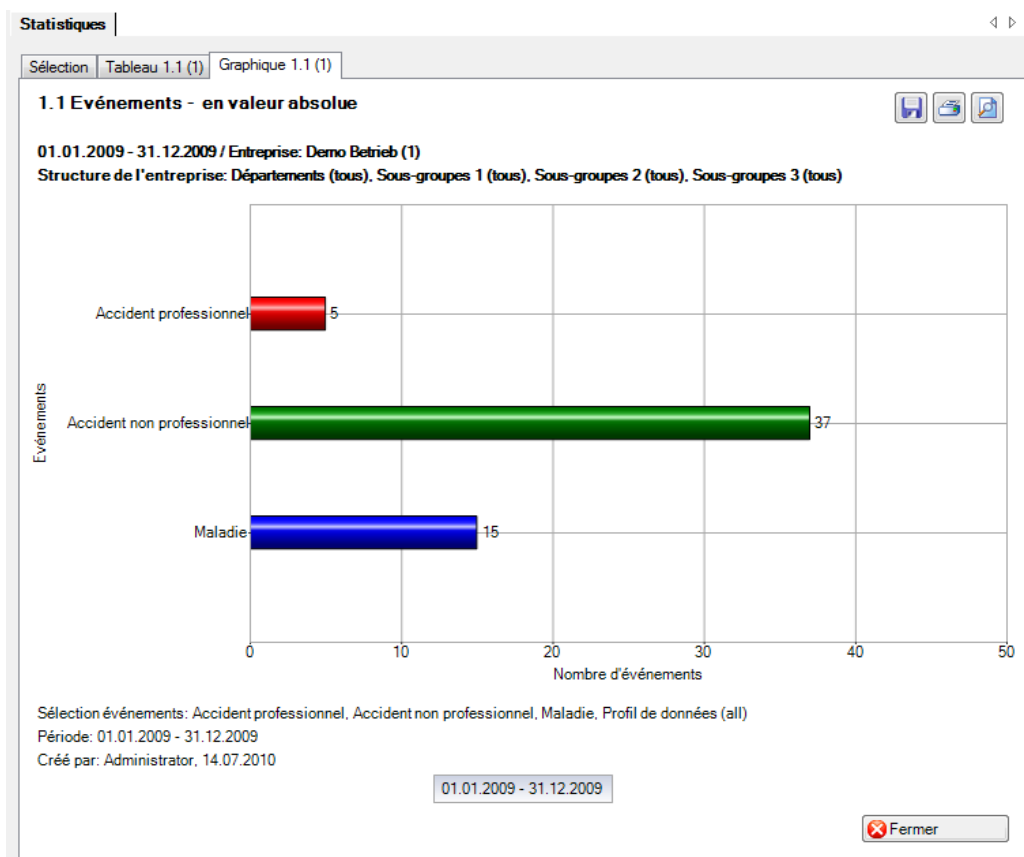 Statistiques
Sélection
Tableau 1.1 (1)
Graphique 1.1 (1)
1.1 Evénements - en valeur absolue
01.01.2009 - 31.12.2009 / Entreprise: Demo Betrieb (1)
Structure de l'entreprise: Départements (tous), Sous-groupes 1 (tous), Sous-groupes 2 (tous), Sous-groupes 3 (tous)
Evénements
Accident professionnel
5
Accident non professionnel
37
Maladie
15
0 10 20 30 40 50
Nombre d'événements
Sélection événements: Accident professionnel, Accident non professionnel, Maladie, Profil de données (all)
Période: 01.01.2009 - 31.12.2009
Créé par: Administrator, 14.07.2010
01.01.2009 - 31.12.2009
Fermer